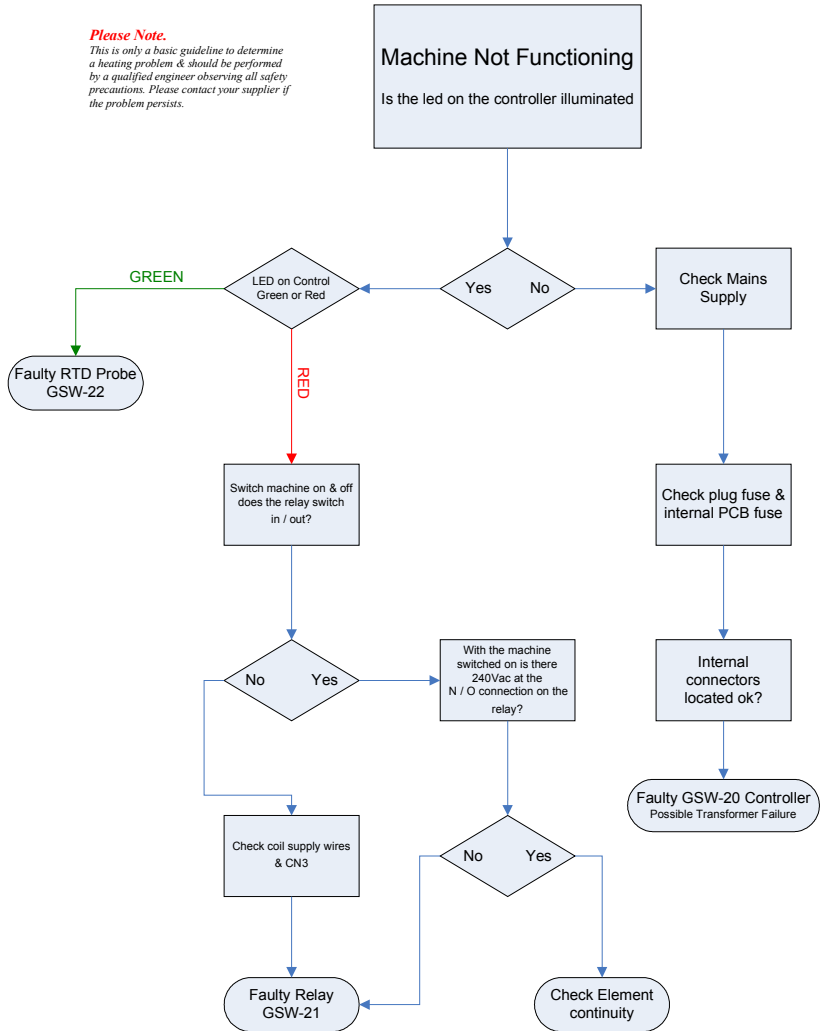 Please Note.
This is only a basic guideline to determine
a heating problem & should be performed
by a qualified engineer observing all safety
precautions. Please contact your supplier if
the problem persists.
Machine Not Functioning
Is the led on the controller illuminated
GREEN
LED on Control
Green or Red
Yes
No
Check Mains
Supply
Faulty RTD Probe
GSW-22
RED
Switch machine on & off
does the relay switch
in / out?
Check plug fuse &
internal PCB fuse
No
Yes
With the machine
switched on is there
240Vac at the
N / O connection on the
relay?
Internal
connectors
located ok?
Faulty GSW-20 Controller
Possible Transformer Failure
Check coil supply wires
& CN3
No
Yes
Faulty Relay
GSW-21
Check Element
continuity